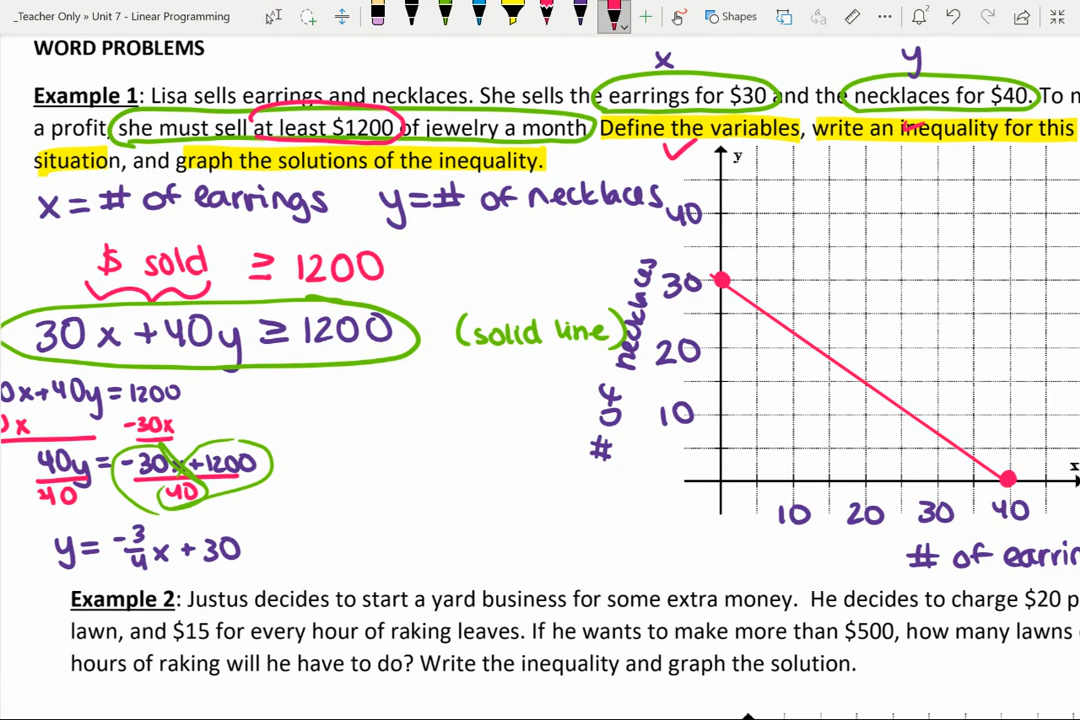 _Teacher Only » Unit 7 - Linear Programming
Shapes
WORD PROBLEMS
x y
Example 1: Lisa sells earrings and necklaces. She sells the earrings for $30 and the necklaces for $40. To
a profit, she must sell at least $1200 of jewelry a month. Define the variables, write an inequality for this
situation, and graph the solutions of the inequality.
x = # of earrings y = # of necklaces
$ sold ≥ 1200
30x + 40y ≥ 1200 (solid line)
0x+40y = 1200
0x -30x
40y = -30x + 1200
40 40
y = -3/4 x + 30
y
40
30
20
10
# of necklaces
x
10 20 30 40
# of earrin
Example 2: Justus decides to start a yard business for some extra money. He decides to charge $20 p
lawn, and $15 for every hour of raking leaves. If he wants to make more than $500, how many lawns
hours of raking will he have to do? Write the inequality and graph the solution.